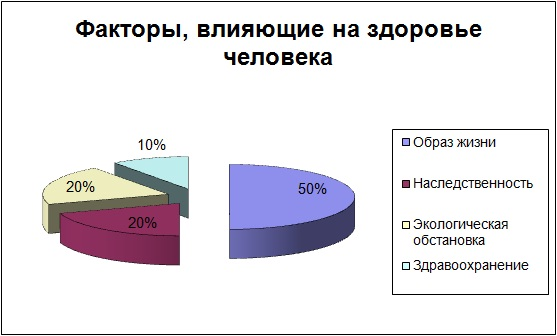 Факторы, влияющие на здоровье
человека
10%
20%
50%
20%
Образ жизни
Наследственность
Экологическая
обстановка
Здравоохранение